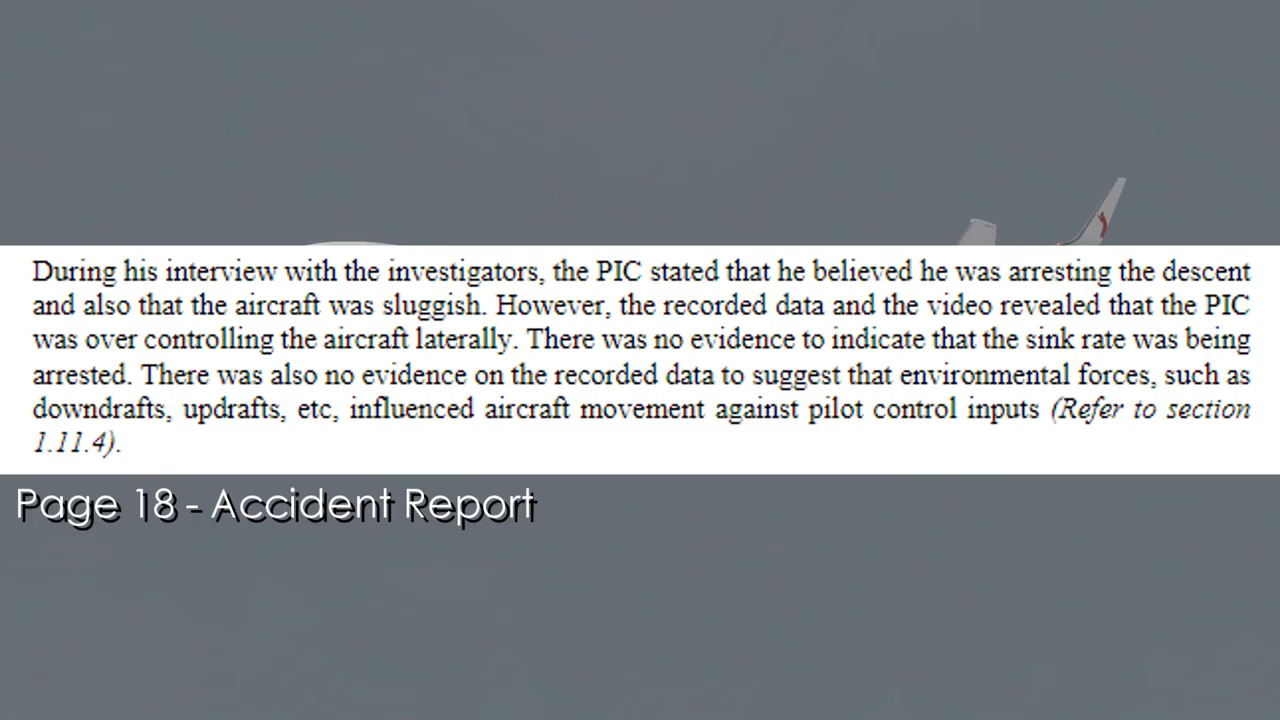 During his interview with the investigators, the PIC stated that he believed he was arresting the descent
and also that the aircraft was sluggish. However, the recorded data and the video revealed that the PIC
was over controlling the aircraft laterally. There was no evidence to indicate that the sink rate was being
arrested. There was also no evidence on the recorded data to suggest that environmental forces, such as
downdrafts, updrafts, etc, influenced aircraft movement against pilot control inputs (Refer to section
1.11.4).
Page 18 - Accident Report